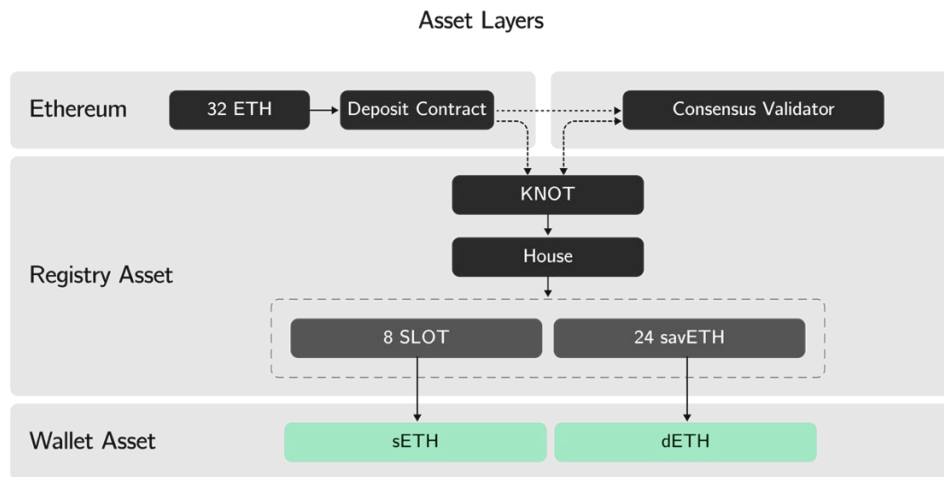 Asset Layers
Ethereum
32 ETH
Deposit Contract
Consensus Validator
KNOT
House
Registry Asset
8 SLOT
24 savETH
Wallet Asset
sETH
dETH